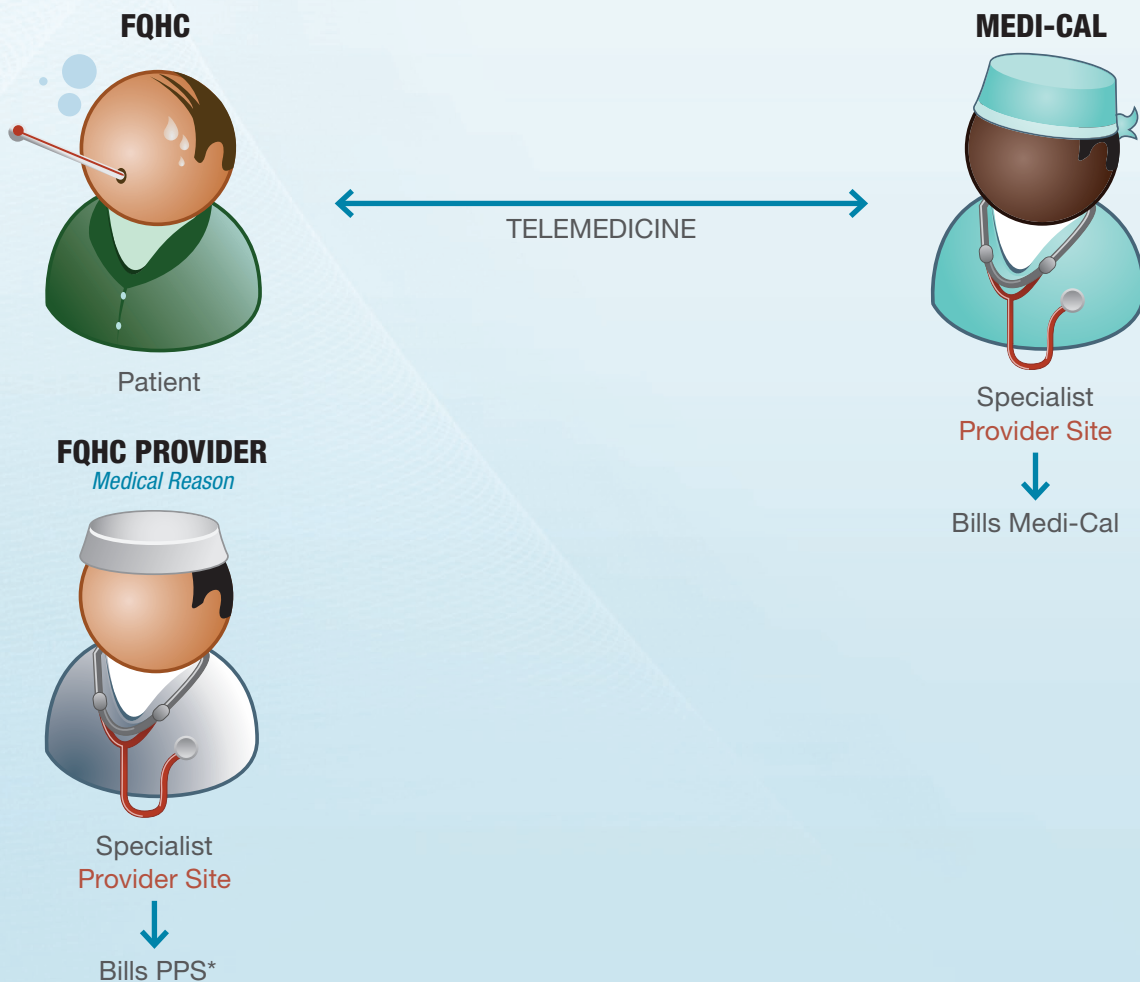 FQHC
Patient
FQHC PROVIDER
Medical Reason
Specialist
Provider Site
Bills PPS*
TELEMEDICINE
MEDI-CAL
Specialist
Provider Site
Bills Medi-Cal